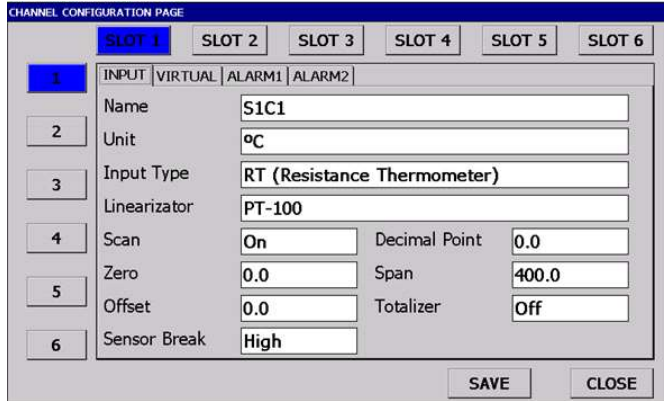 CHANNEL CONFIGURATION PAGE
SLOT 1 SLOT 2 SLOT 3 SLOT 4 SLOT 5 SLOT 6
1 INPUT VIRTUAL ALARM1 ALARM2
Name S1C1
2 Unit ºC
3 Input Type RT (Resistance Thermometer)
Linearizator PT-100
4 Scan On Decimal Point 0.0
Zero 0.0 Span 400.0
5 Offset 0.0 Totalizer Off
6 Sensor Break High
SAVE CLOSE